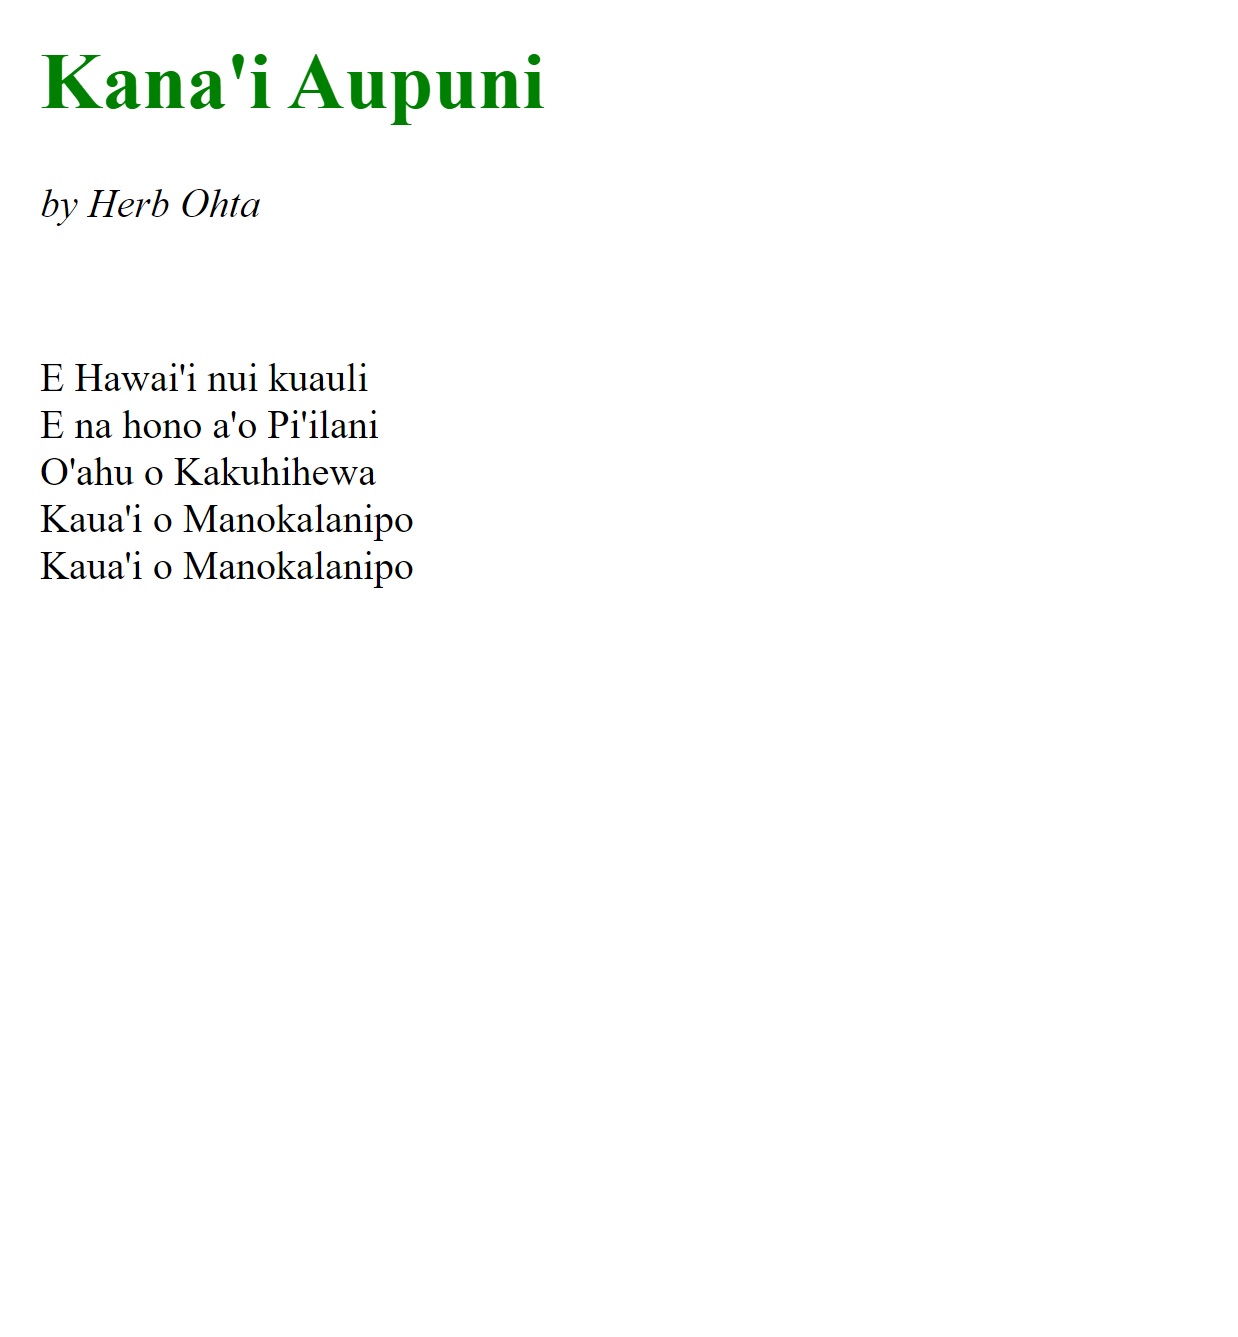 Kana'i Aupuni
by Herb Ohta
E Hawai'i nui kuauli
E na hono a'o Pi'ilani
O'ahu o Kakuhihewa
Kaua'i o Manokalanipo
Kaua'i o Manokalanipo